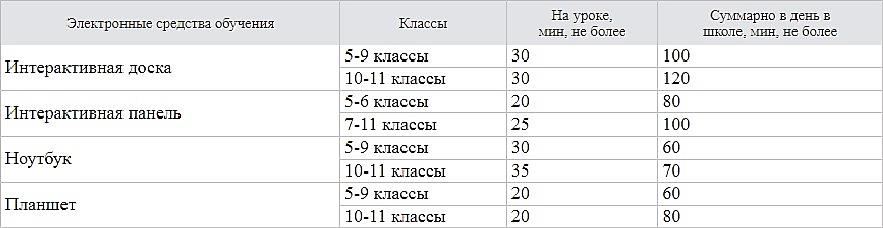 Электронные средства обучения Классы На уроке, мин, не более Суммарно в день в школе, мин, не более
Интерактивная доска 5-9 классы 30 100
10-11 классы 30 120
Интерактивная панель 5-6 классы 20 80
7-11 классы 25 100
Ноутбук 5-9 классы 30 60
10-11 классы 35 70
Планшет 5-9 классы 20 60
10-11 классы 20 80